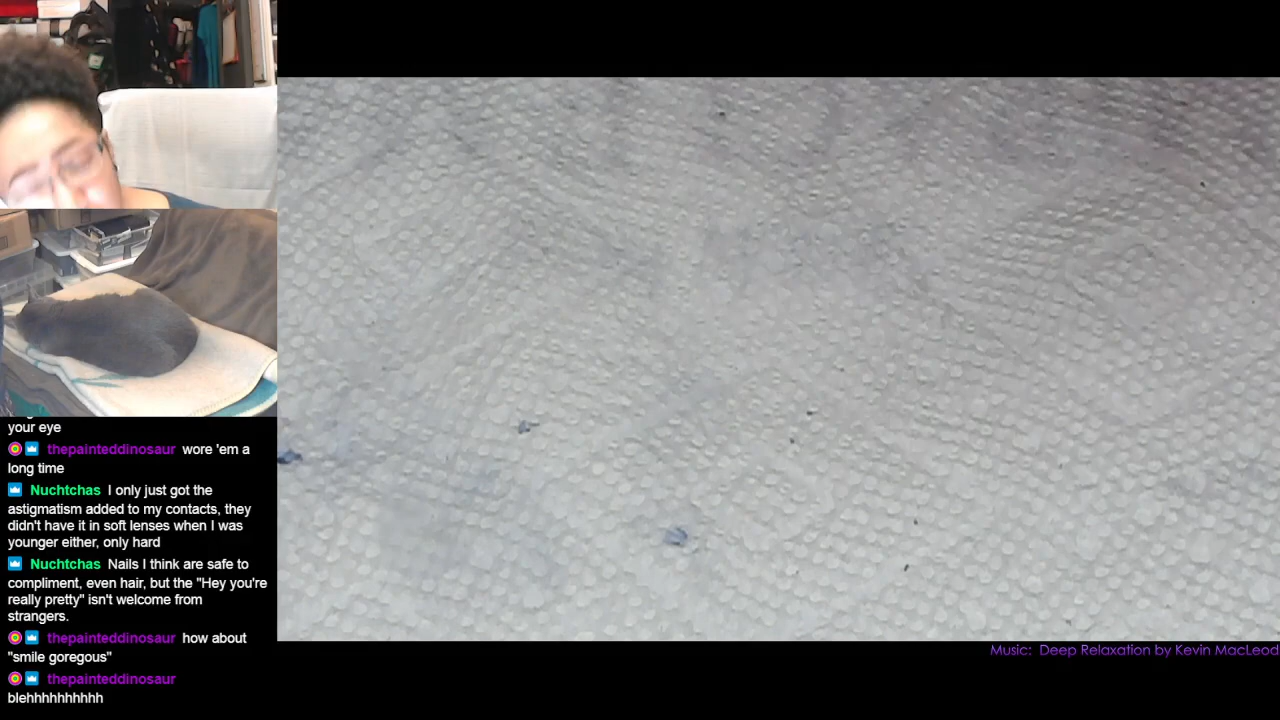 your eye
thepainteddinosaur wore 'em a
long time
Nuchtchas I only just got the
astigmatism added to my contacts, they
didn't have it in soft lenses when I was
younger either, only hard
Nuchtchas Nails I think are safe to
compliment, even hair, but the "Hey you're
really pretty" isn't welcome from
strangers.
thepainteddinosaur how about
"smile goregous"
thepainteddinosaur
blehhhhhhhhhh
Music: Deep Relaxation by Kevin MacLeod